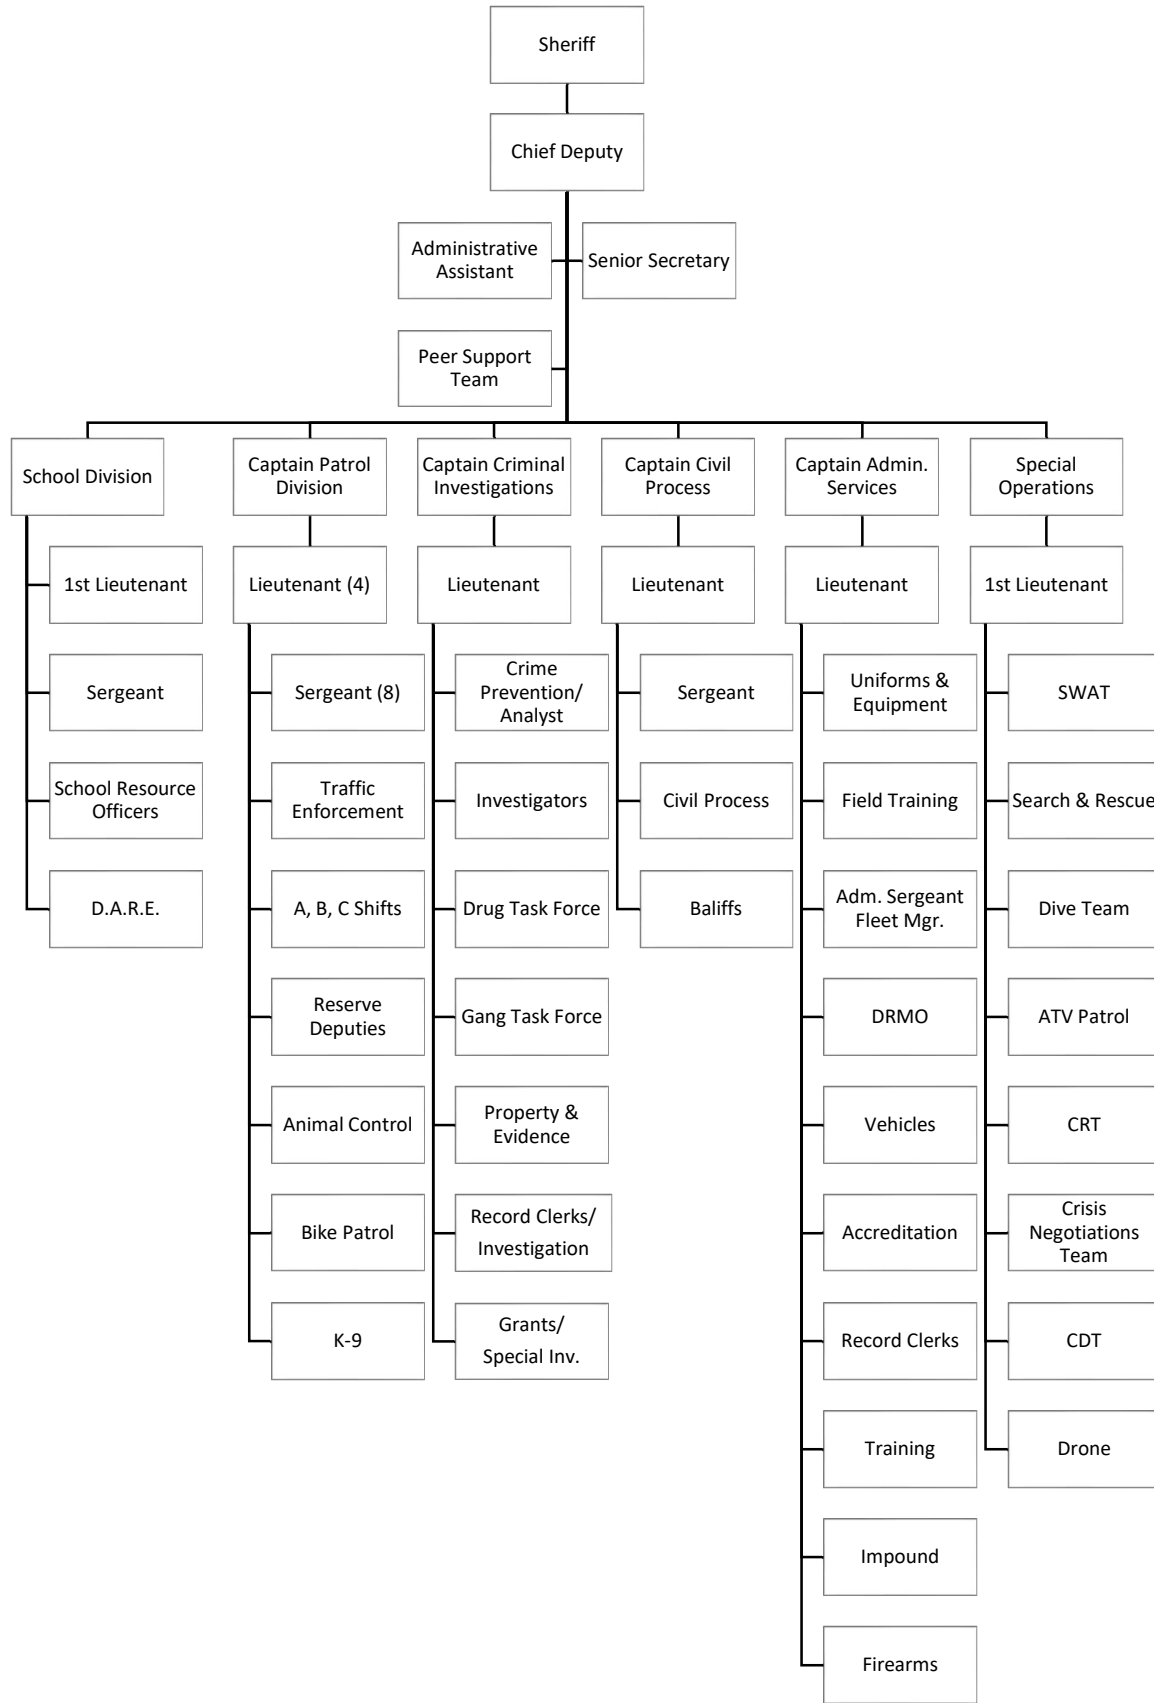 Sheriff
Chief Deputy
Administrative
Assistant
Senior Secretary
Peer Support
Team
School Division
Captain Patrol
Division
Captain Criminal
Investigations
Captain Civil
Process
Captain Admin.
Services
Special
Operations
1st Lieutenant
Lieutenant (4)
Lieutenant
Lieutenant
Lieutenant
1st Lieutenant
Sergeant
Sergeant (8)
Crime
Prevention/
Analyst
Sergeant
Uniforms &
Equipment
SWAT
School Resource
Officers
Traffic
Enforcement
Investigators
Civil Process
Field Training
Search & Rescue
D.A.R.E.
A, B, C Shifts
Drug Task Force
Baliffs
Adm. Sergeant
Fleet Mgr.
Dive Team
Reserve
Deputies
Gang Task Force
DRMO
ATV Patrol
Animal Control
Property &
Evidence
Vehicles
CRT
Bike Patrol
Record Clerks/
Investigation
Accreditation
Crisis
Negotiations
Team
K-9
Grants/
Special Inv.
Record Clerks
CDT
Training
Drone
Impound
Firearms